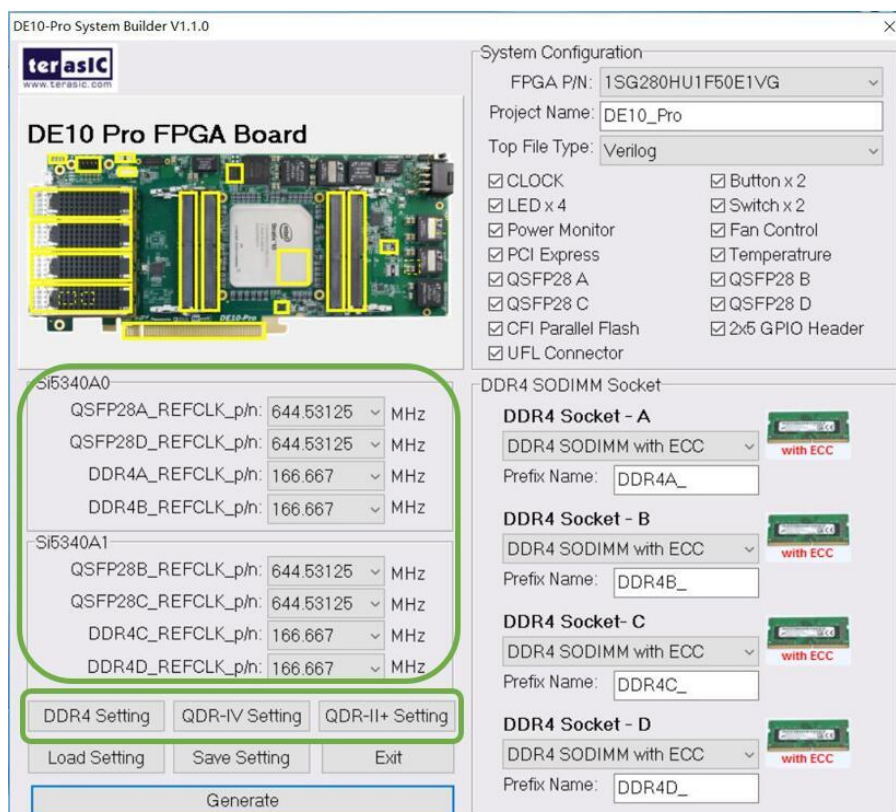 DE10-Pro System Builder V1.1.0
terasIC
www.terasic.com
DE10 Pro FPGA Board
DE10-Pro
System Configuration
FPGA P/N: 1SG280HU1F50E1VG
Project Name: DE10_Pro
Top File Type: Verilog
CLOCK Button x 2
LED x 4 Switch x 2
Power Monitor Fan Control
PCI Express Temperatrure
QSFP28 A QSFP28 B
QSFP28 C QSFP28 D
CFI Parallel Flash 2x5 GPIO Header
UFL Connector
Si5340A0
QSFP28A_REFCLK_p/n: 644.53125 MHz
QSFP28D_REFCLK_p/n: 644.53125 MHz
DDR4A_REFCLK_p/n: 166.667 MHz
DDR4B_REFCLK_p/n: 166.667 MHz
Si5340A1
QSFP28B_REFCLK_p/n: 644.53125 MHz
QSFP28C_REFCLK_p/n: 644.53125 MHz
DDR4C_REFCLK_p/n: 166.667 MHz
DDR4D_REFCLK_p/n: 166.667 MHz
DDR4 Setting QDR-IV Setting QDR-II+ Setting
Load Setting Save Setting Exit
Generate
DDR4 SODIMM Socket
DDR4 Socket - A
DDR4 SODIMM with ECC
with ECC
Prefix Name: DDR4A_
DDR4 Socket - B
DDR4 SODIMM with ECC
with ECC
Prefix Name: DDR4B_
DDR4 Socket- C
DDR4 SODIMM with ECC
with ECC
Prefix Name: DDR4C_
DDR4 Socket - D
DDR4 SODIMM with ECC
with ECC
Prefix Name: DDR4D_